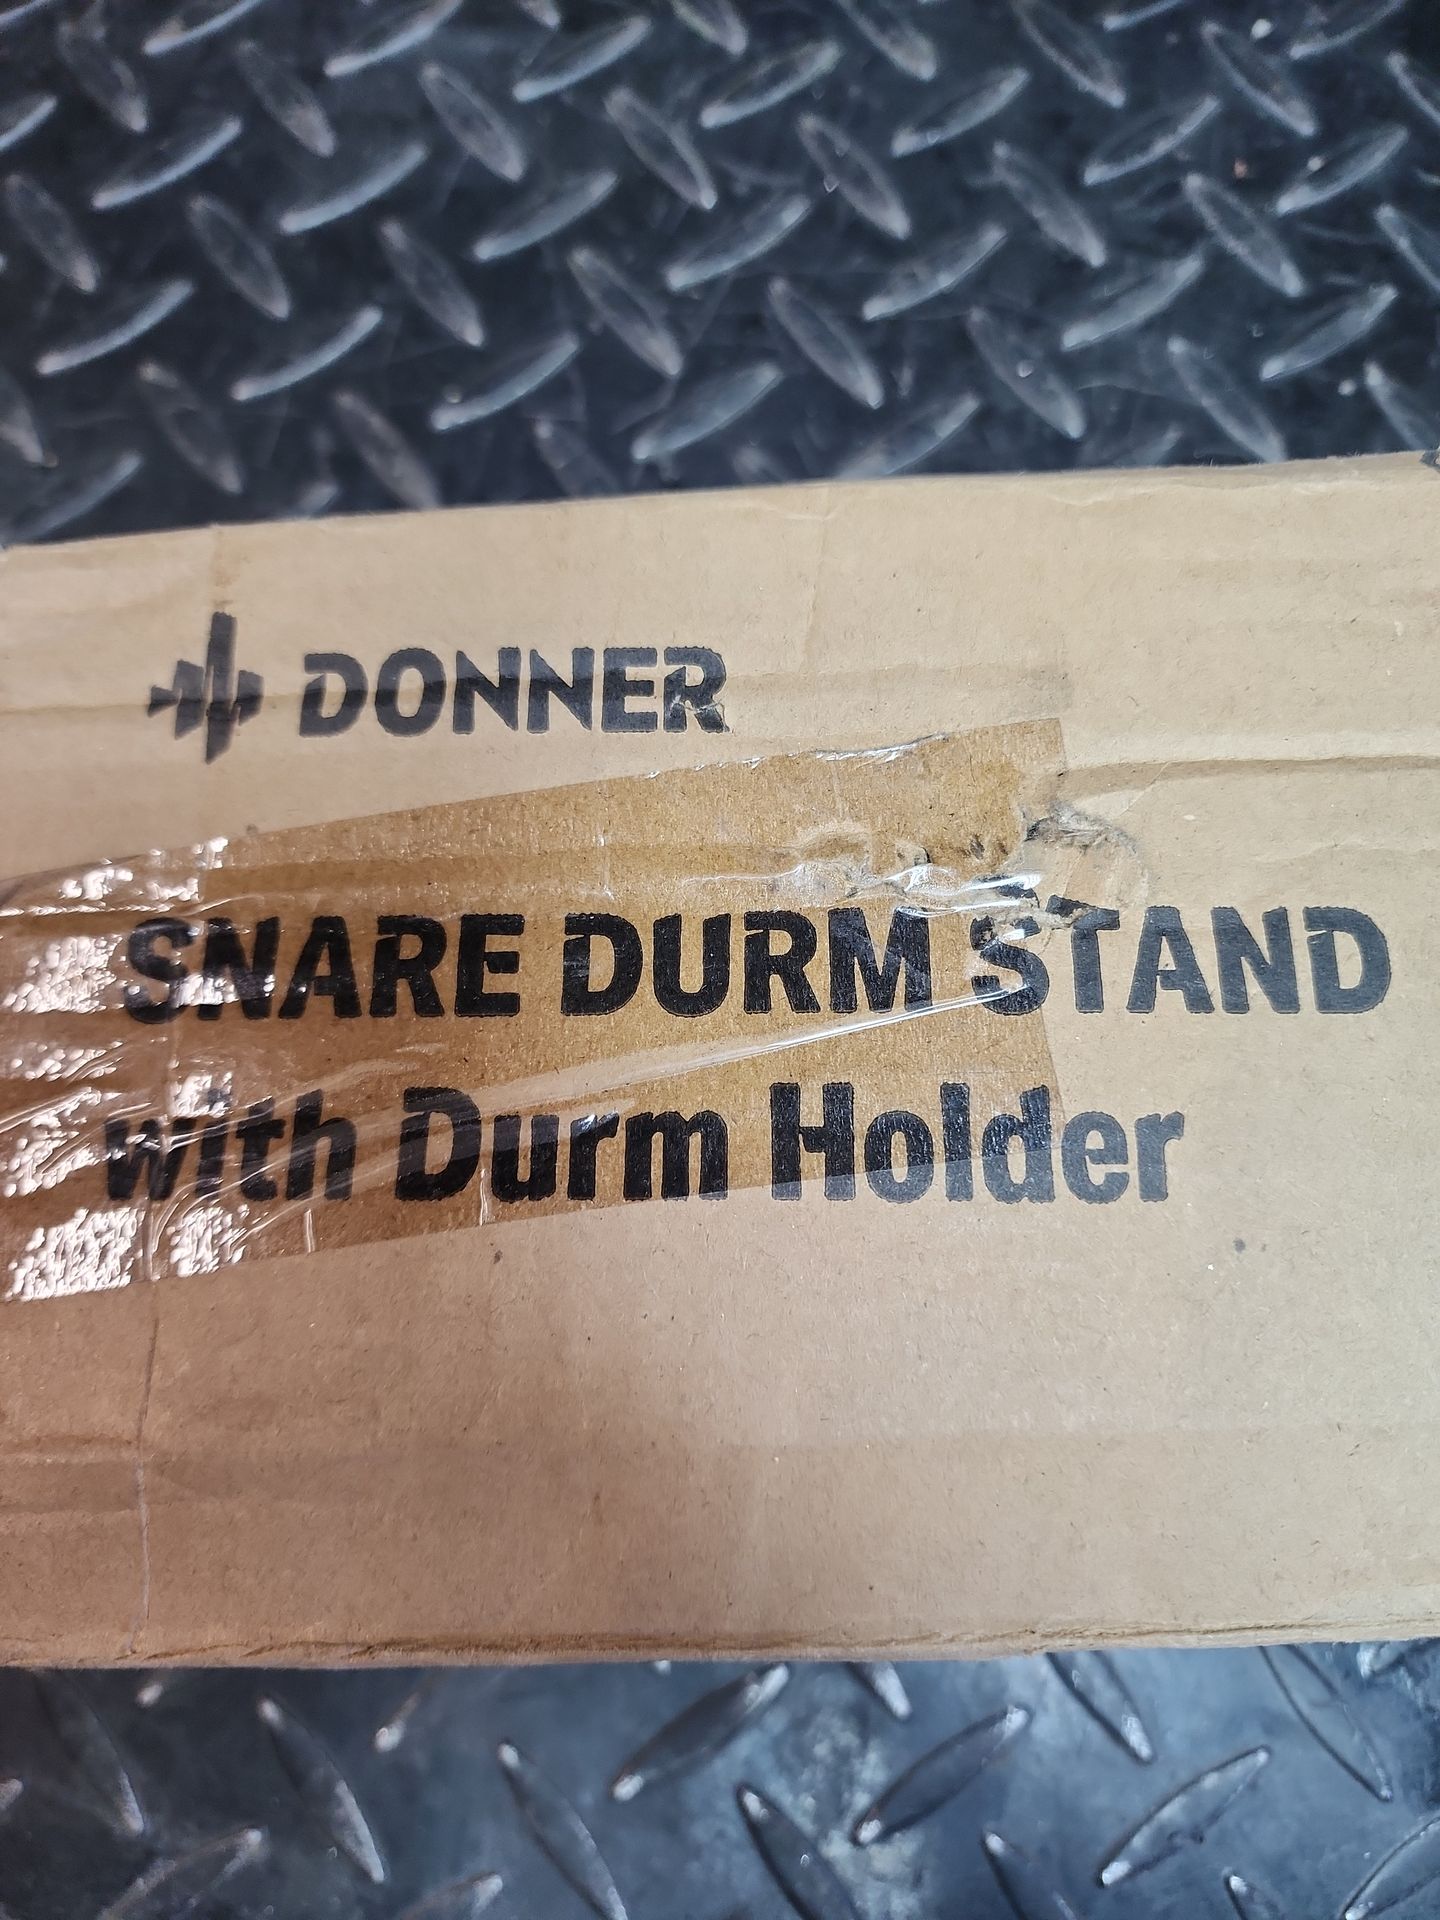 DONNER
SNARE DURM STAND
with Durm Holder